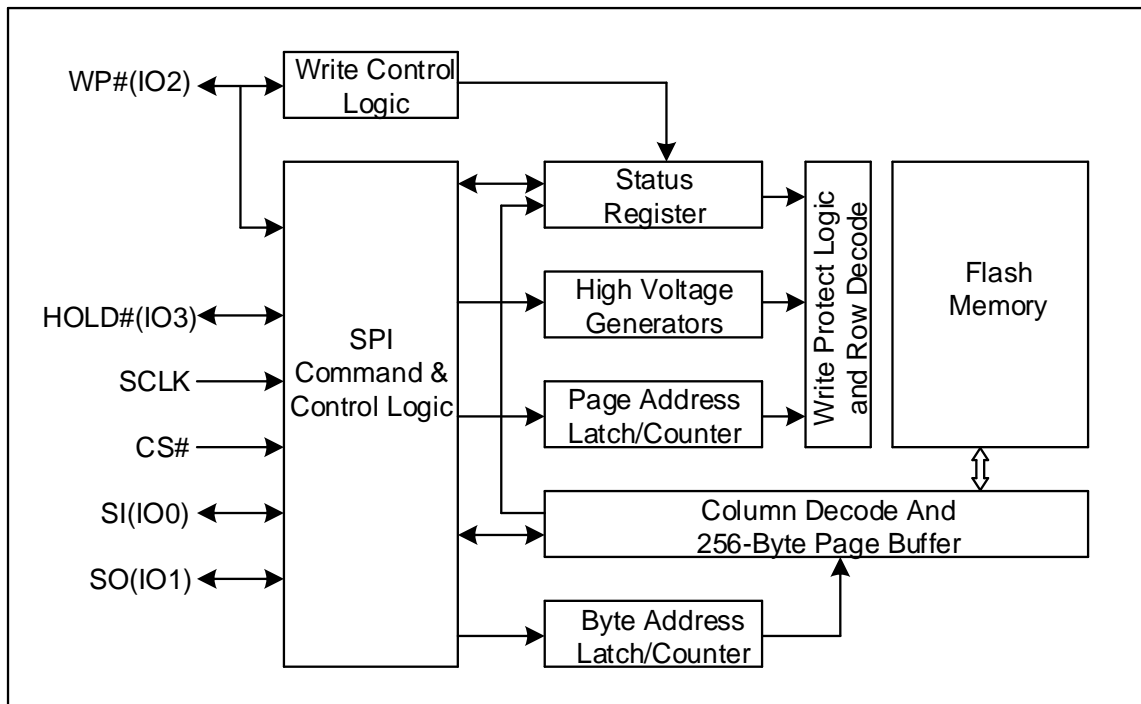 WP#(IO2)
Write Control
Logic
Status
Register
High Voltage
Generators
HOLD#(IO3)
SPI
Command &
Control Logic
SCLK
Page Address
Latch/Counter
CS#
Write Protect Logic
and Row Decode
Flash
Memory
SI(IO0)
Column Decode And
256-Byte Page Buffer
SO(IO1)
Byte Address
Latch/Counter